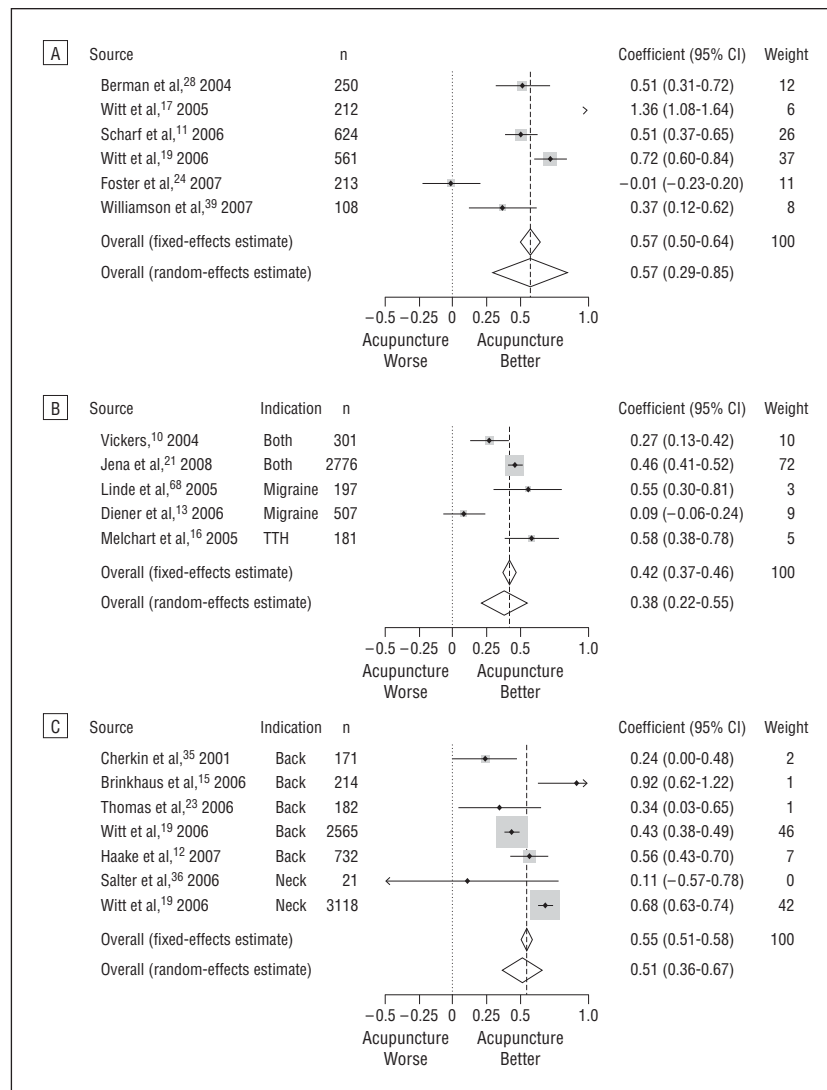 A Source n Coefficient (95% CI) Weight
Berman et al,28 2004 250 0.51 (0.31-0.72) 12
Witt et al,17 2005 212 1.36 (1.08-1.64) 6
Scharf et al,11 2006 624 0.51 (0.37-0.65) 26
Witt et al,19 2006 561 0.72 (0.60-0.84) 37
Foster et al,24 2007 213 −0.01 (−0.23-0.20) 11
Williamson et al,39 2007 108 0.37 (0.12-0.62) 8
Overall (fixed-effects estimate) 0.57 (0.50-0.64) 100
Overall (random-effects estimate) 0.57 (0.29-0.85)
−0.5 −0.25 0 0.25 0.5 1.0
Acupuncture Acupuncture
Worse Better
B Source Indication n Coefficient (95% CI) Weight
Vickers,10 2004 Both 301 0.27 (0.13-0.42) 10
Jena et al,21 2008 Both 2776 0.46 (0.41-0.52) 72
Linde et al,68 2005 Migraine 197 0.55 (0.30-0.81) 3
Diener et al,13 2006 Migraine 507 0.09 (−0.06-0.24) 9
Melchart et al,16 2005 TTH 181 0.58 (0.38-0.78) 5
Overall (fixed-effects estimate) 0.42 (0.37-0.46) 100
Overall (random-effects estimate) 0.38 (0.22-0.55)
−0.5 −0.25 0 0.25 0.5 1.0
Acupuncture Acupuncture
Worse Better
C Source Indication n Coefficient (95% CI) Weight
Cherkin et al,35 2001 Back 171 0.24 (0.00-0.48) 2
Brinkhaus et al,15 2006 Back 214 0.92 (0.62-1.22) 1
Thomas et al,23 2006 Back 182 0.34 (0.03-0.65) 1
Witt et al,19 2006 Back 2565 0.43 (0.38-0.49) 46
Haake et al,12 2007 Back 732 0.56 (0.43-0.70) 7
Salter et al,36 2006 Neck 21 0.11 (−0.57-0.78) 0
Witt et al,19 2006 Neck 3118 0.68 (0.63-0.74) 42
Overall (fixed-effects estimate) 0.55 (0.51-0.58) 100
Overall (random-effects estimate) 0.51 (0.36-0.67)
−0.5 −0.25 0 0.25 0.5 1.0
Acupuncture Acupuncture
Worse Better